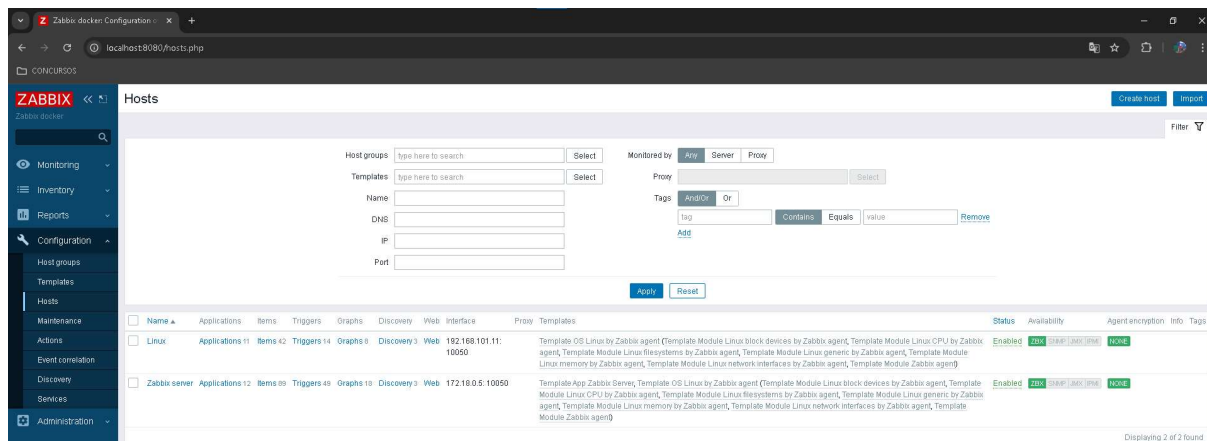 Zabbix docker: Configuration o
localhost:8080/hosts.php
CONCURSOS
ZABBIX
Zabbix docker
Hosts
Create host
Import
Filter
Monitoring
Inventory
Reports
Configuration
Host groups
Templates
Hosts
Maintenance
Actions
Event correlation
Discovery
Services
Administration
Host groups type here to search Select Monitored by Any Server Proxy
Templates type here to search Select Proxy Select
Name Tags And/Or Or
DNS tag Contains Equals value Remove
IP Add
Port
Apply Reset
Name Applications Items Triggers Graphs Discovery Web Interface Proxy Templates Status Availability Agent encryption Info Tags
Linux Applications 11 Items 42 Triggers 14 Graphs 8 Discovery 3 Web 192.168.101.11: Template OS Linux by Zabbix agent (Template Module Linux block devices by Zabbix agent, Template Module Linux CPU by Zabbix Enabled ZBX SNMP JMX IPMI NONE
10050 agent, Template Module Linux filesystems by Zabbix agent, Template Module Linux generic by Zabbix agent, Template Module
Linux memory by Zabbix agent, Template Module Linux network interfaces by Zabbix agent, Template Module Zabbix agent)
Zabbix server Applications 12 Items 89 Triggers 49 Graphs 18 Discovery 3 Web 172.18.0.5: 10050 Template App Zabbix Server, Template OS Linux by Zabbix agent (Template Module Linux block devices by Zabbix agent, Template Enabled ZBX SNMP JMX IPMI NONE
Module Linux CPU by Zabbix agent, Template Module Linux filesystems by Zabbix agent, Template Module Linux generic by Zabbix
agent, Template Module Linux memory by Zabbix agent, Template Module Linux network interfaces by Zabbix agent, Template
Module Zabbix agent)
Displaying 2 of 2 found